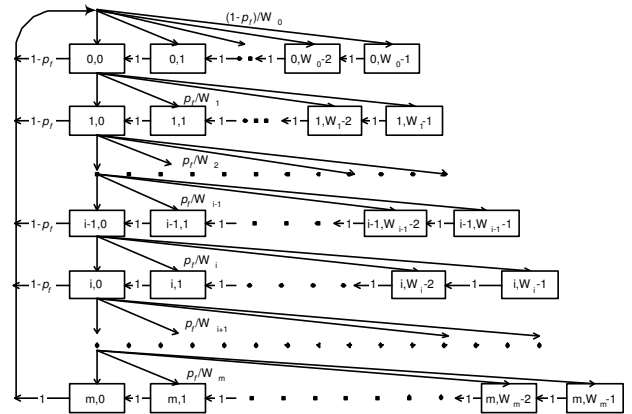 (1-p_f)/W_0
1-p_f 0,0 1 0,1 1 0,W_0-2 1 0,W_0-1
p_f/W_1
1-p_f 1,0 1 1,1 1 1 1,W_1-2 1 1,W_1-1
p_f/W_2
p_f/W_i-1
1-p_f i-1,0 1 i-1,1 1 1 i-1,W_i-1-2 1 i-1,W_i-1-1
p_f/W_i
1-p_f i,0 1 i,1 1 1 i,W_i-2 1 i,W_i-1
p_f/W_i+1
p_f/W_m
1 m,0 1 m,1 1 1 m,W_m-2 1 m,W_m-1